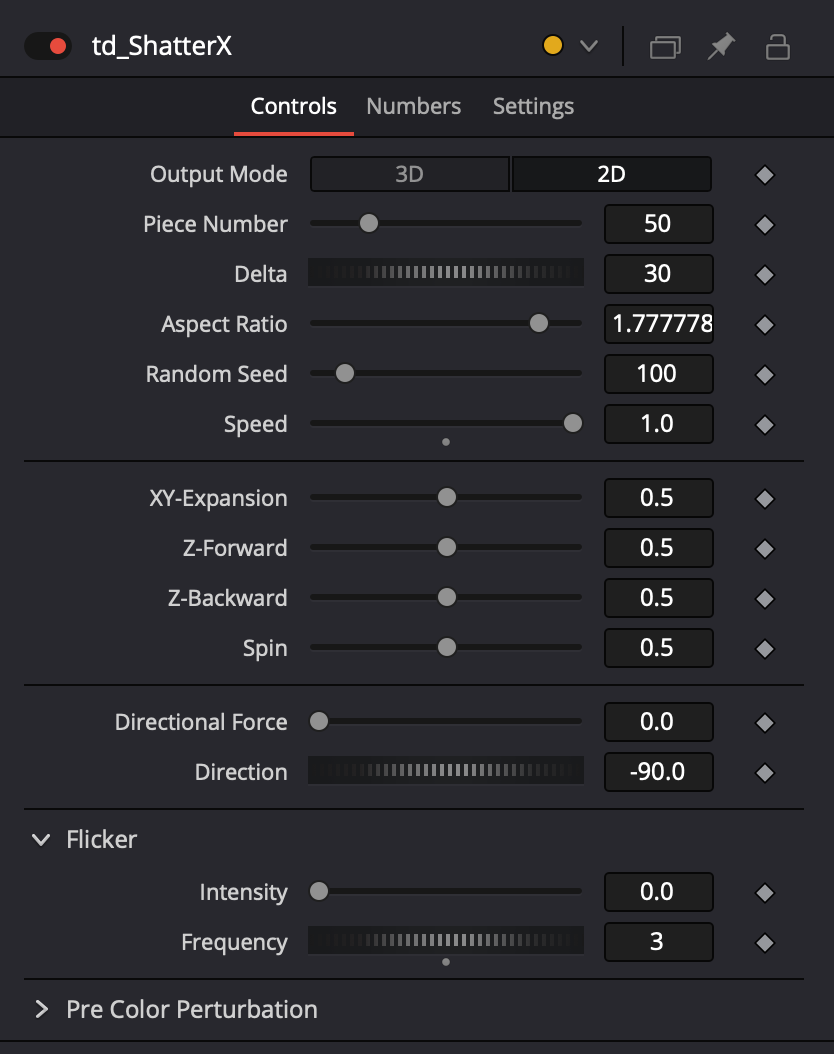 td_ShatterX
Controls Numbers Settings
Output Mode 3D 2D
Piece Number 50
Delta 30
Aspect Ratio 1.777778
Random Seed 100
Speed 1.0
XY-Expansion 0.5
Z-Forward 0.5
Z-Backward 0.5
Spin 0.5
Directional Force 0.0
Direction -90.0
Flicker
Intensity 0.0
Frequency 3
Pre Color Perturbation